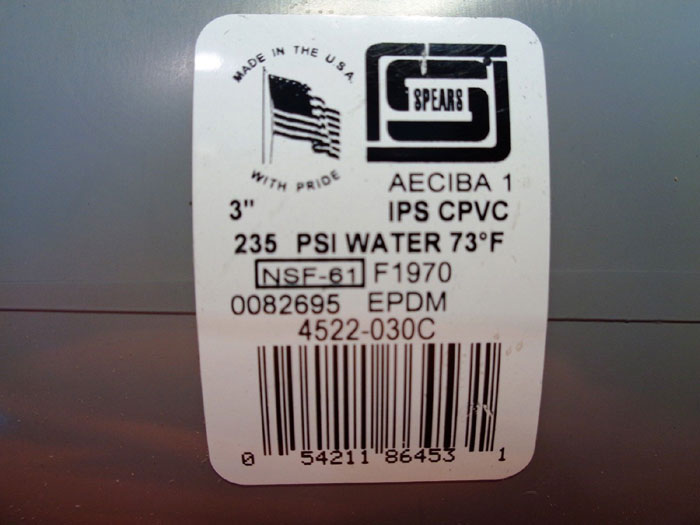 MADE IN THE U.S.A.
WITH PRIDE
SPEARS
AECIBA 1
3" IPS CPVC
235 PSI WATER 73°F
NSF-61 F1970
0082695 EPDM
4522-030C
0 54211 86453 1